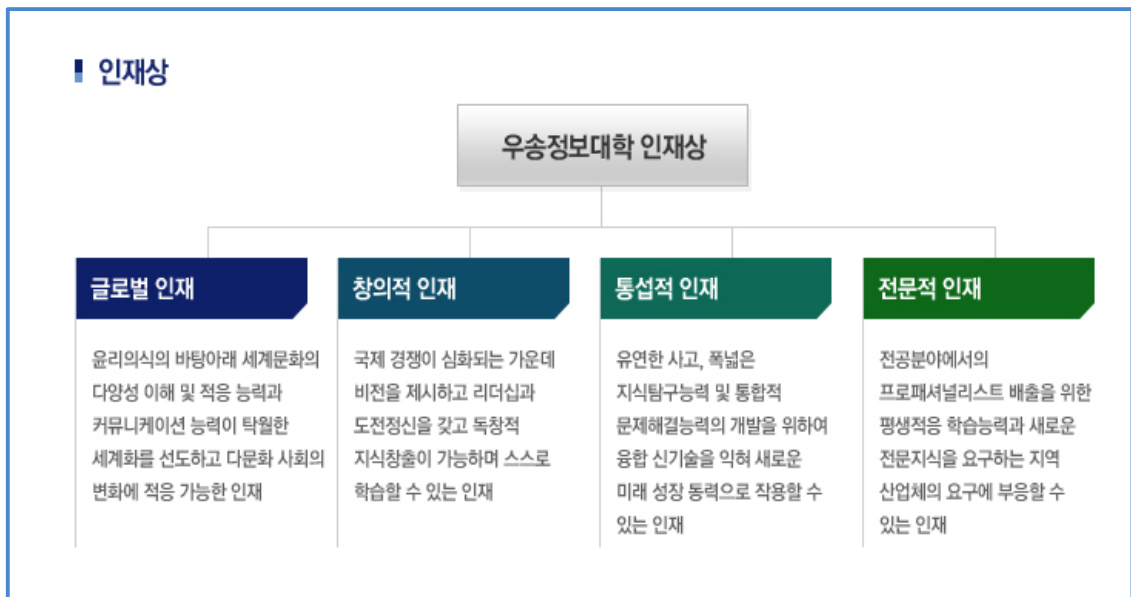 인재상
우송정보대학 인재상
글로벌 인재
윤리의식의 바탕아래 세계문화의
다양성 이해 및 적응 능력과
커뮤니케이션 능력이 탁월한
세계화를 선도하고 다문화 사회의
변화에 적응 가능한 인재
창의적 인재
국제 경쟁이 심화되는 가운데
비전을 제시하고 리더십과
도전정신을 갖고 독창적
지식창출이 가능하며 스스로
학습할 수 있는 인재
통섭적 인재
유연한 사고, 폭넓은
지식탐구능력 및 통합적
문제해결능력의 개발을 위하여
융합 신기술을 익혀 새로운
미래 성장 동력으로 작용할 수
있는 인재
전문적 인재
전공분야에서의
프로패셔널리스트 배출을 위한
평생적응 학습능력과 새로운
전문지식을 요구하는 지역
산업체의 요구에 부응할 수
있는 인재